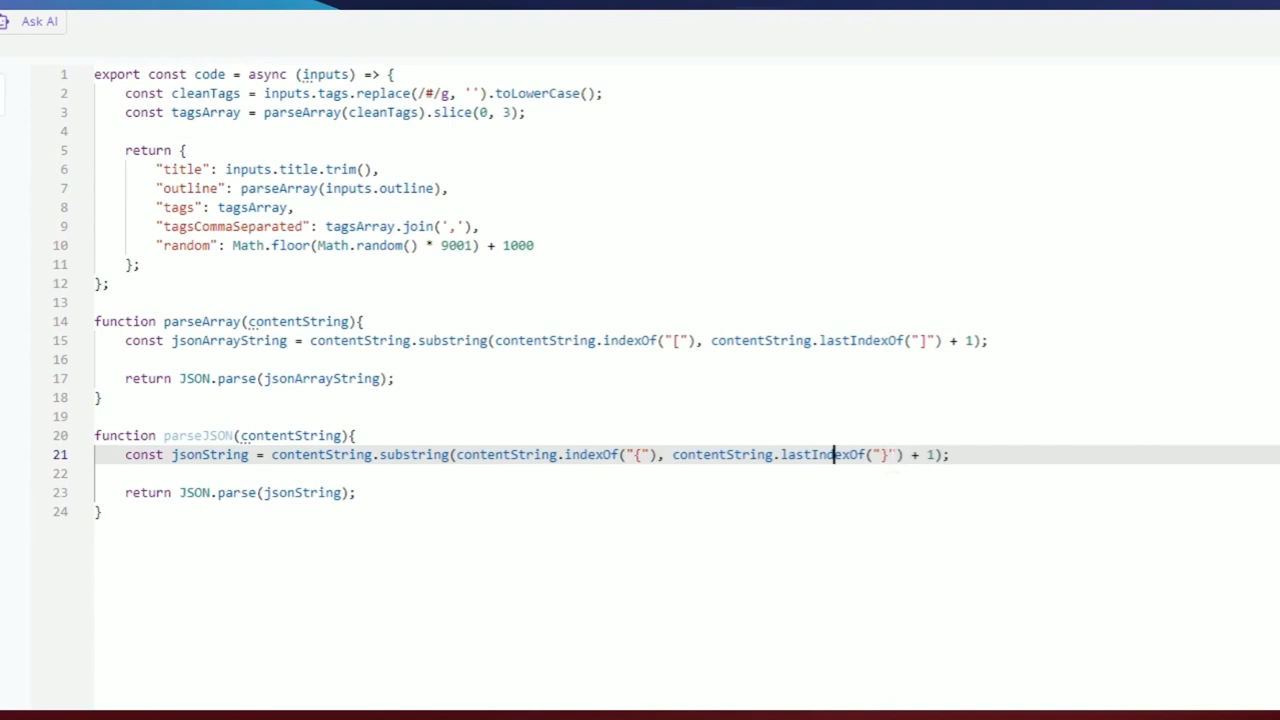 Ask AI
1 export const code = async (inputs) => {
2 const cleanTags = inputs.tags.replace(/#/g, '').toLowerCase();
3 const tagsArray = parseArray(cleanTags).slice(0, 3);
4
5 return {
6 "title": inputs.title.trim(),
7 "outline": parseArray(inputs.outline),
8 "tags": tagsArray,
9 "tagsCommaSeparated": tagsArray.join(','),
10 "random": Math.floor(Math.random() * 9001) + 1000
11 };
12 };
13
14 function parseArray(contentString){
15 const jsonArrayString = contentString.substring(contentString.indexOf("["), contentString.lastIndexOf("]") + 1);
16
17 return JSON.parse(jsonArrayString);
18 }
19
20 function parseJSON(contentString){
21 const jsonString = contentString.substring(contentString.indexOf("{"), contentString.lastIndexOf("}") + 1);
22
23 return JSON.parse(jsonString);
24 }